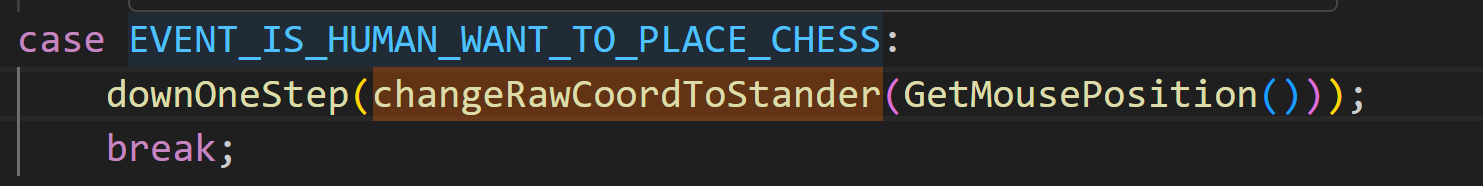 case EVENT_IS_HUMAN_WANT_TO_PLACE_CHESS:
downOneStep(changeRawCoordToStander(GetMousePosition()));
break;